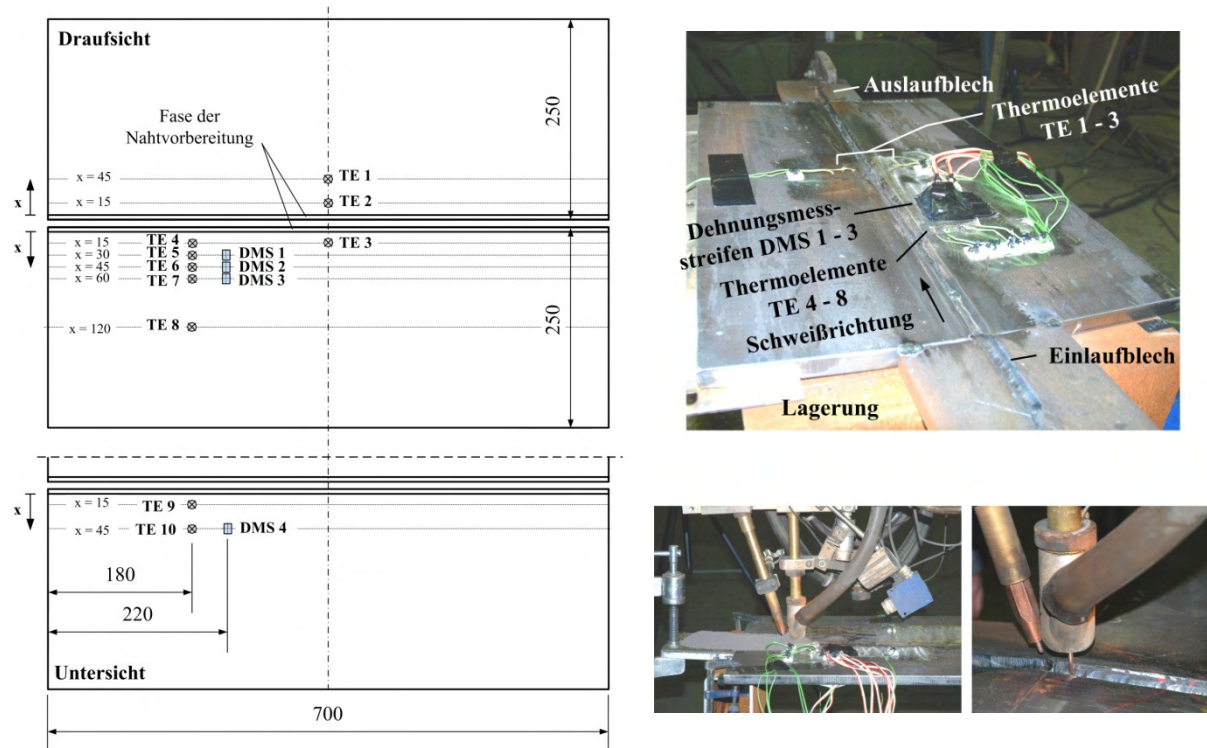 Draufsicht
250
Fase der
Nahtvorbereitung
x = 45
TE 1
x
x = 15
TE 2
x
x = 15
TE 4
TE 3
x = 30
TE 5
DMS 1
x = 45
TE 6
DMS 2
x = 60
TE 7
DMS 3
x = 120
TE 8
250
x
x = 15
TE 9
x = 45
TE 10
DMS 4
180
220
Untersicht
700
Auslaufblech
Thermoelemente
TE 1 - 3
Dehnungsmess-
streifen DMS 1 - 3
Thermoelemente
TE 4 - 8
Schweißrichtung
Einlaufblech
Lagerung